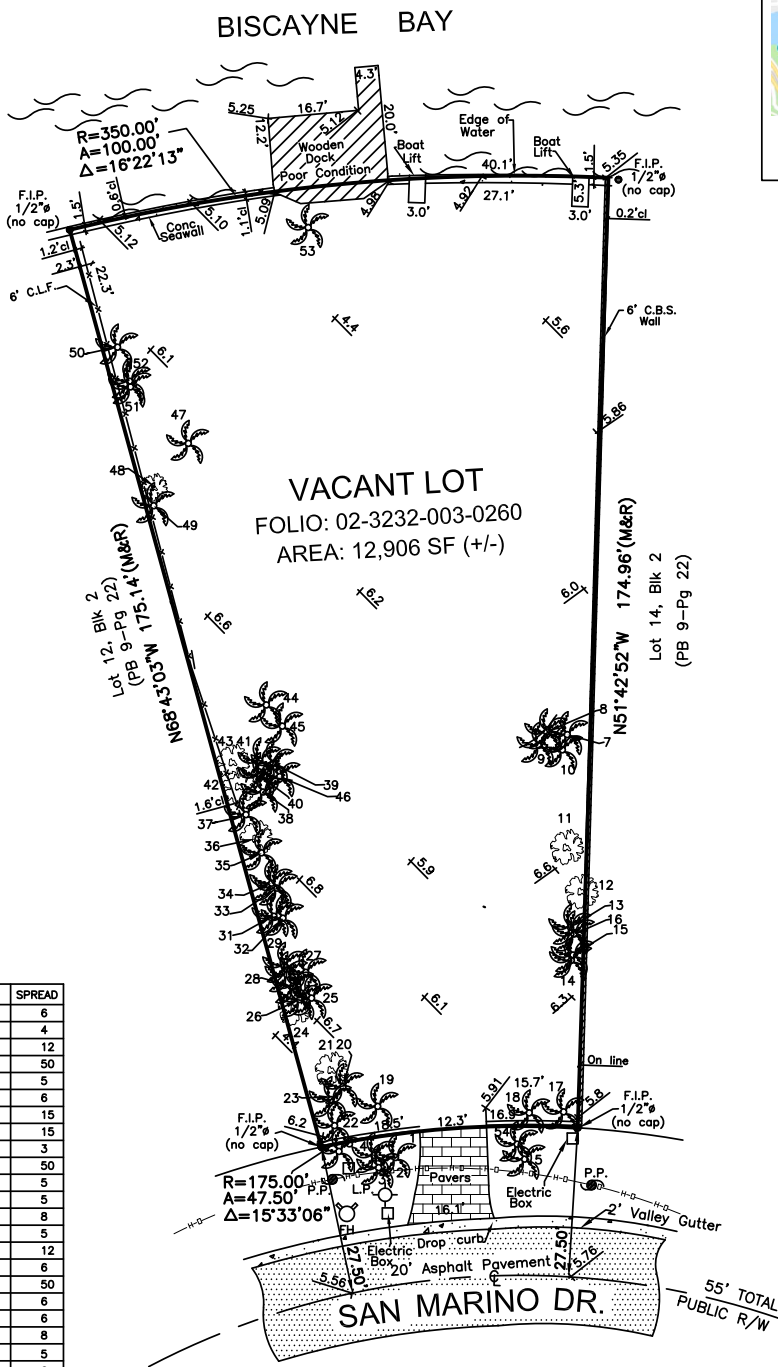 BISCAYNE BAY
4.3'
5.25
16.7'
5.12
12.2'
20.0'
Wooden
Dock
Poor Condition
Edge of
Water
Boat
Lift
40.1'
Boat
Lift
1.5'
5.35
F.I.P.
1/2"ø
(no cap)
R=350.00'
A=100.00'
Δ=16°22'13"
F.I.P.
1/2"ø
(no cap)
1.5'
0.6'cl
5.12
Conc.
Seawall
5.10
1.1'cl
5.09
4.98
3.0'
4.92
27.1'
5.3'
3.0'
0.2'cl
53
1.2'cl
2.3'
22.3'
6' C.L.F.
4.4
5.6
6' C.B.S.
Wall
50
52
6.1
51
47
5.86
48
49
VACANT LOT
FOLIO: 02-3232-003-0260
AREA: 12,906 SF (+/-)
Lot 12, Blk 2
(PB 9-Pg 22)
N68°43'03"W 175.14'(M&R)
N51°42'52"W 174.96'(M&R)
Lot 14, Blk 2
(PB 9-Pg 22)
6.2
6.0
6.6
44
45
8
7
9
10
43
41
39
46
42
40
38
1.6'cl
37
11
36
35
5.9
6.6
34
6.8
12
33
13
31
16
32
15
29
27
14
28
25
26
6.1
6.3
24
6.7
21
20
On line
19
5.91
15.7'
23
18
17
5.8
F.I.P.
1/2"ø
(no cap)
16.9'
12.3'
18.5'
22
6.2
F.I.P.
1/2"ø
(no cap)
R=175.00'
A=47.50'
Δ=15°33'06"
P.P.
L.P.
Pavers
Electric
Box
P.P.
16.1'
FH
2' Valley Gutter
Electric
Box
Drop curb
27.50'
27.50'
20' Asphalt Pavement
5.56
5.76
SAN MARINO DR.
55' TOTAL
PUBLIC R/W
SPREAD
6
4
12
50
5
6
15
15
3
50
5
5
8
5
12
6
50
6
6
8
5